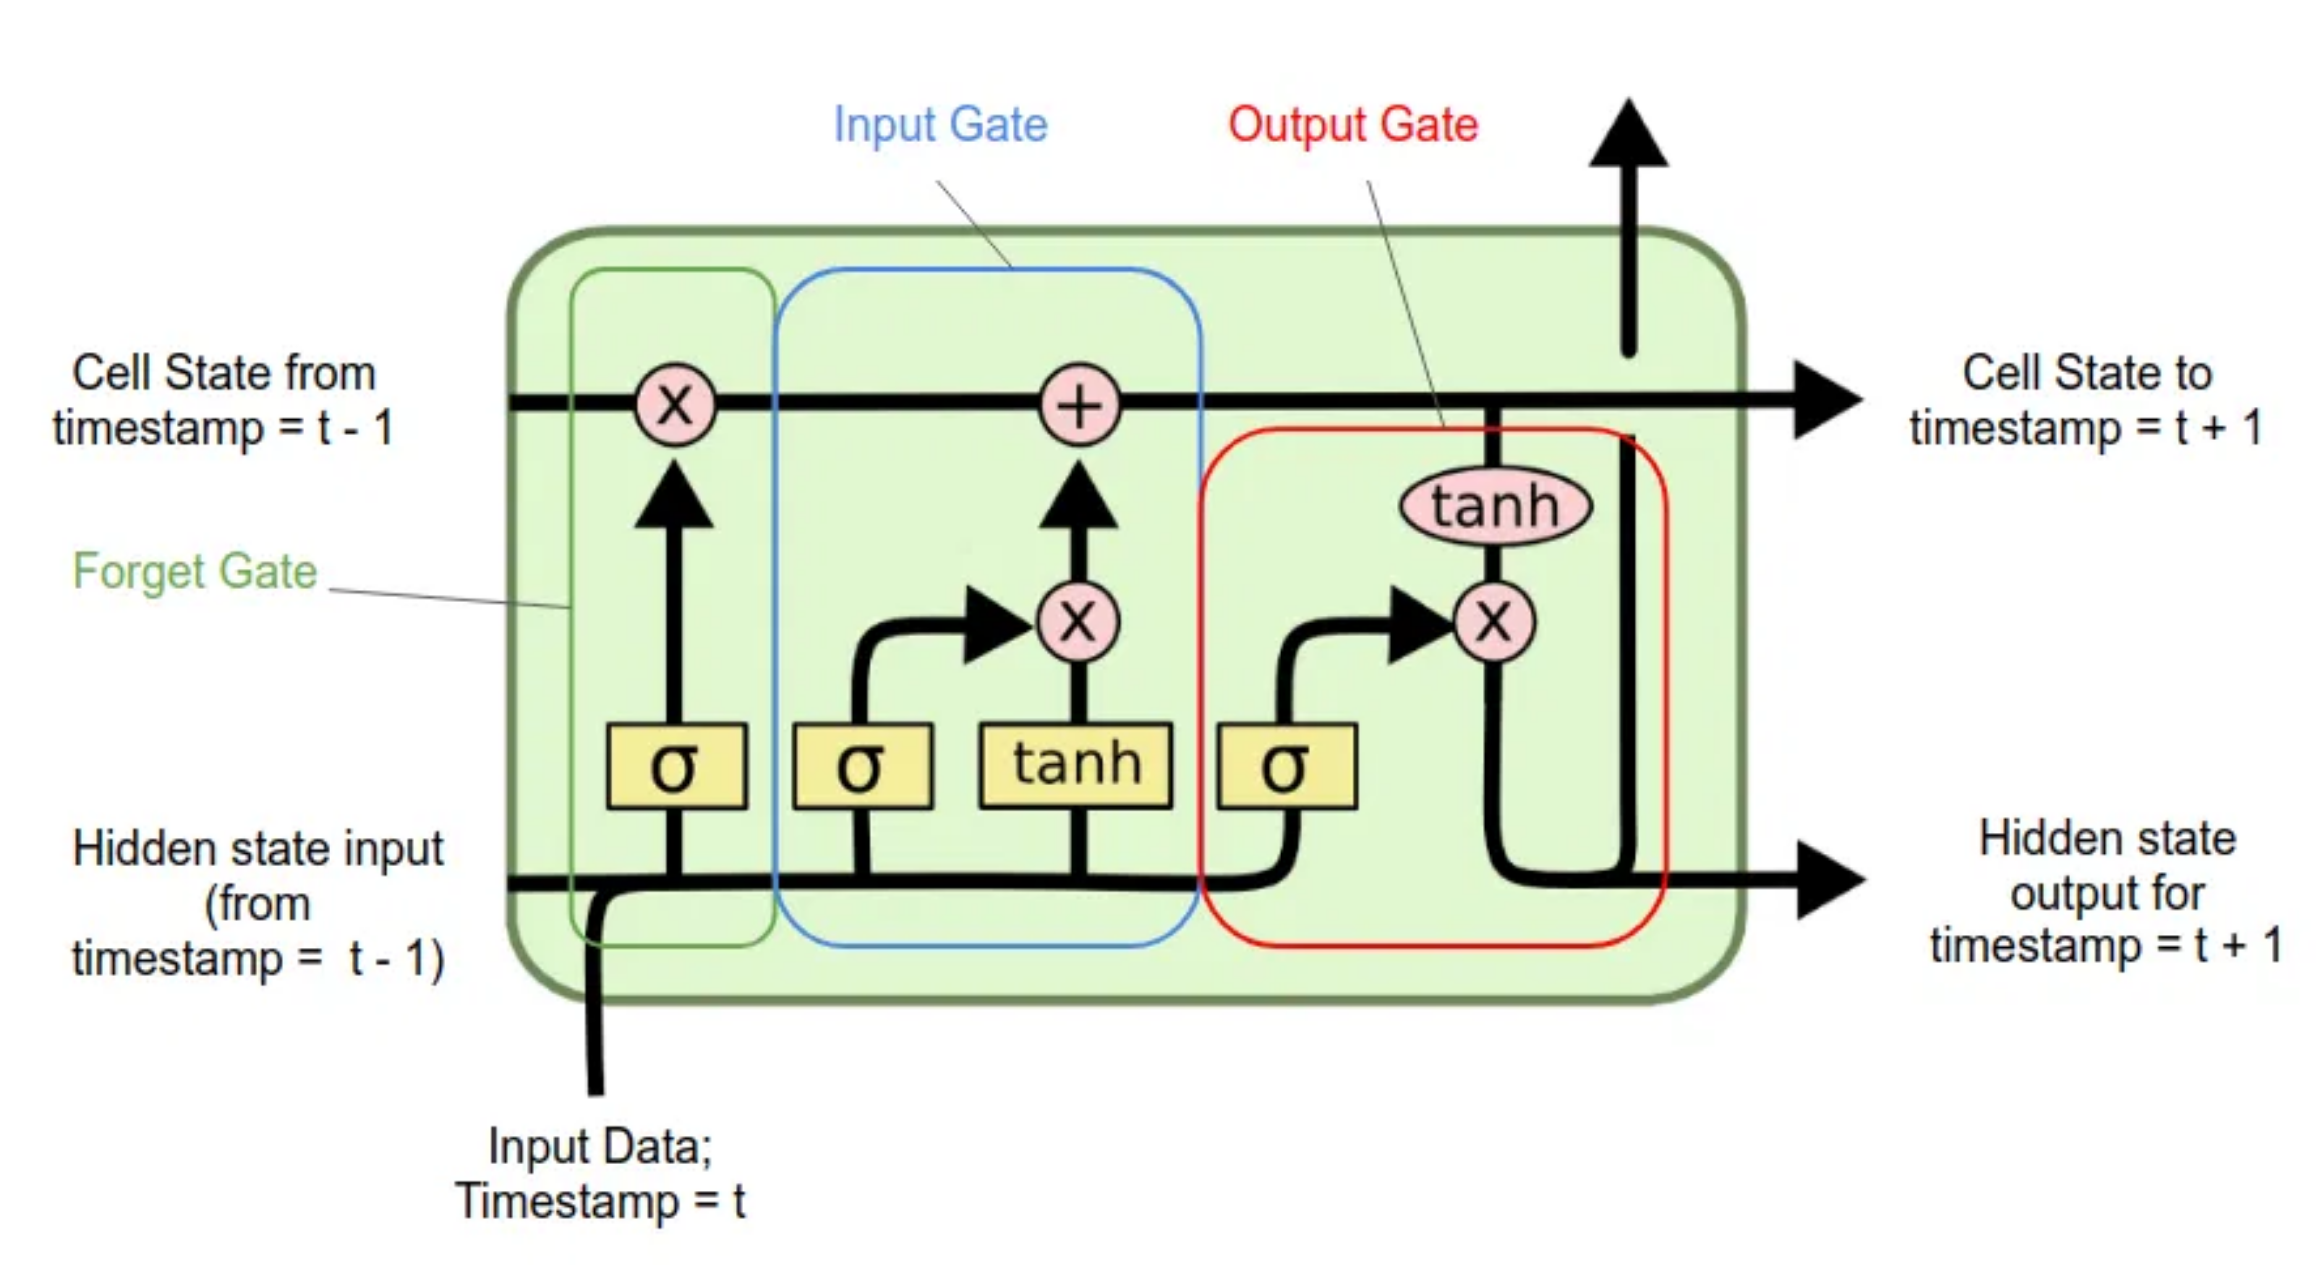 Input Gate
Output Gate
Cell State from
timestamp = t - 1
x
+
Cell State to
timestamp = t + 1
tanh
Forget Gate
x
x
σ
σ
tanh
σ
Hidden state input
(from
timestamp =  t - 1)
Hidden state
output for
timestamp = t + 1
Input Data;
Timestamp = t